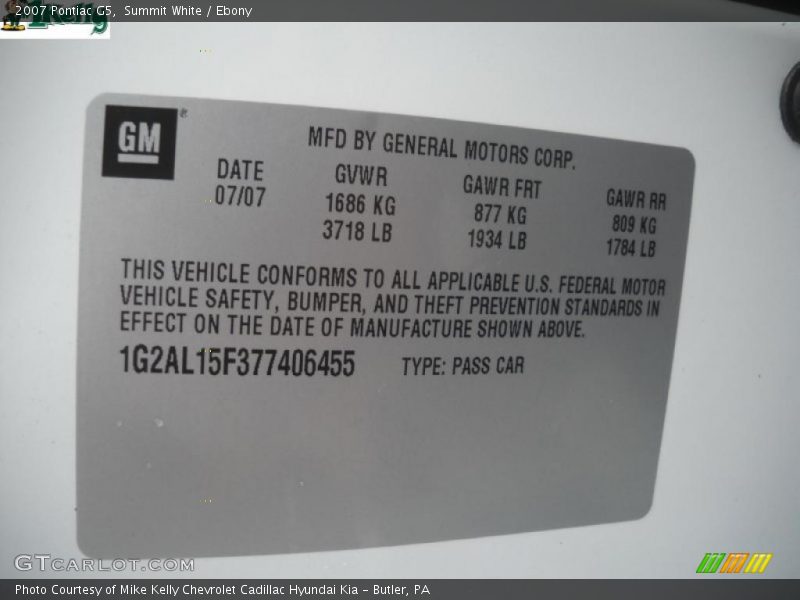 2007 Pontiac G5,  Summit White / Ebony
Kelly
GM®
MFD BY GENERAL MOTORS CORP.
DATE GVWR GAWR FRT GAWR RR
07/07 1686 KG 877 KG 809 KG
3718 LB 1934 LB 1784 LB
THIS VEHICLE CONFORMS TO ALL APPLICABLE U.S. FEDERAL MOTOR
VEHICLE SAFETY, BUMPER, AND THEFT PREVENTION STANDARDS IN
EFFECT ON THE DATE OF MANUFACTURE SHOWN ABOVE.
1G2AL15F377406455 TYPE: PASS CAR
GTCARLOT.COM
Photo Courtesy of Mike Kelly Chevrolet Cadillac Hyundai Kia – Butler, PA